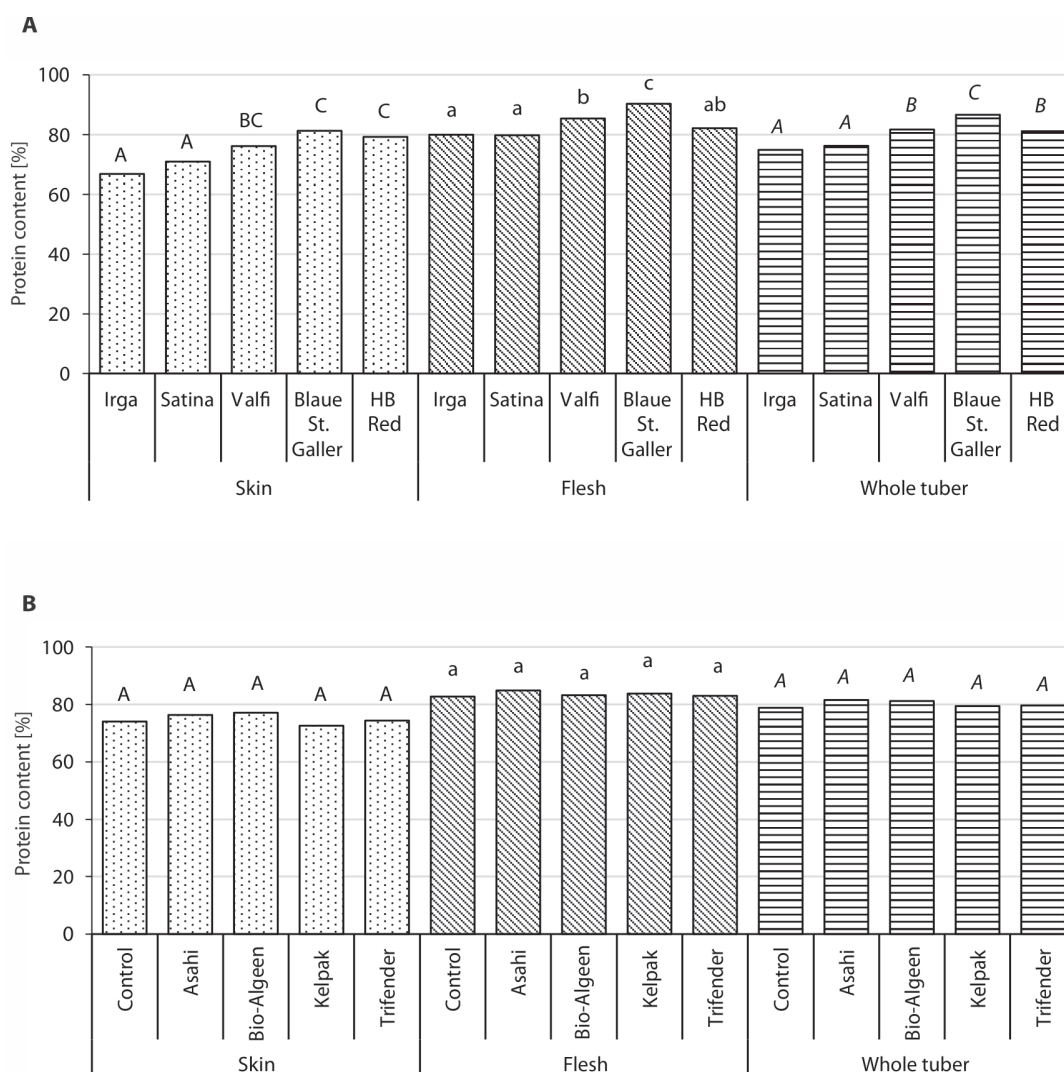 A
Protein content [%]
100
80
60
40
20
0
A A BC C C a a b c ab A A B C B
Irga Satina Valfi Blaue St. Galler HB Red Irga Satina Valfi Blaue St. Galler HB Red Irga Satina Valfi Blaue St. Galler HB Red
Skin Flesh Whole tuber
B
Protein content [%]
100
80
60
40
20
0
A A A A A a a a a a A A A A A
Control Asahi Bio-Algeen Kelpak Trifender Control Asahi Bio-Algeen Kelpak Trifender Control Asahi Bio-Algeen Kelpak Trifender
Skin Flesh Whole tuber